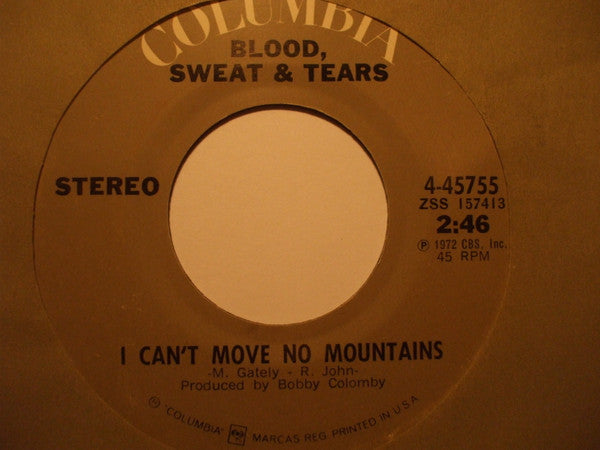 COLUMBIA
BLOOD,
SWEAT & TEARS
STEREO
4-45755
ZSS 157413
2:46
℗ 1972 CBS, Inc.
45 RPM
I CAN'T MOVE NO MOUNTAINS
-M. Gately - R. John-
Produced by Bobby Colomby
® "COLUMBIA" MARCAS REG. PRINTED IN U.S.A